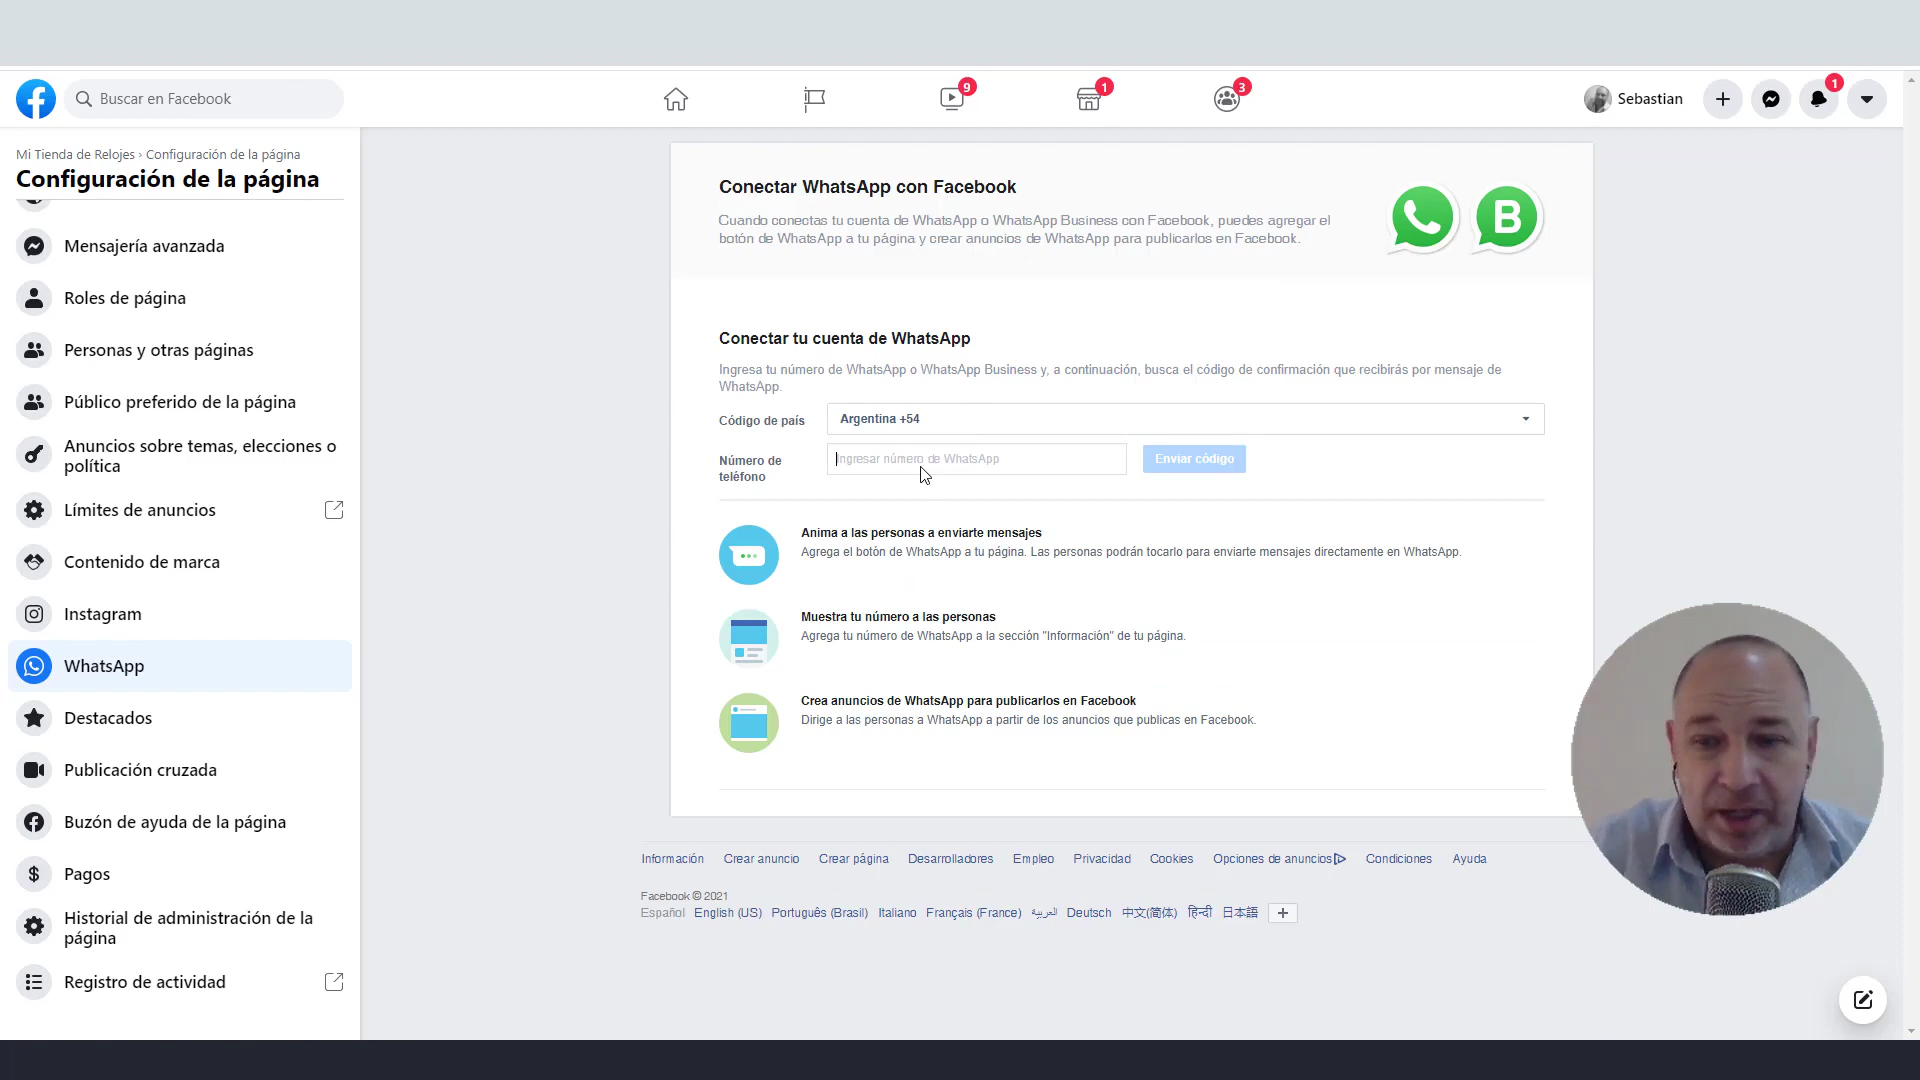 Buscar en Facebook
9
1
3
Sebastian
1
Mi Tienda de Relojes › Configuración de la página
Configuración de la página
Mensajería avanzada
Roles de página
Personas y otras páginas
Público preferido de la página
Anuncios sobre temas, elecciones o
política
Límites de anuncios
Contenido de marca
Instagram
WhatsApp
Destacados
Publicación cruzada
Buzón de ayuda de la página
Pagos
Historial de administración de la
página
Registro de actividad
Conectar WhatsApp con Facebook
Cuando conectas tu cuenta de WhatsApp o WhatsApp Business con Facebook, puedes agregar el
botón de WhatsApp a tu página y crear anuncios de WhatsApp para publicarlos en Facebook.
B
Conectar tu cuenta de WhatsApp
Ingresa tu número de WhatsApp o WhatsApp Business y, a continuación, busca el código de confirmación que recibirás por mensaje de
WhatsApp.
Código de país
Argentina +54
Número de
teléfono
Ingresar número de WhatsApp
Enviar código
Anima a las personas a enviarte mensajes
Agrega el botón de WhatsApp a tu página. Las personas podrán tocarlo para enviarte mensajes directamente en WhatsApp.
Muestra tu número a las personas
Agrega tu número de WhatsApp a la sección "Información" de tu página.
Crea anuncios de WhatsApp para publicarlos en Facebook
Dirige a las personas a WhatsApp a partir de los anuncios que publicas en Facebook.
Información Crear anuncio Crear página Desarrolladores Empleo Privacidad Cookies Opciones de anuncios Condiciones Ayuda
Facebook © 2021
Español English (US) Português (Brasil) Italiano Français (France) العربية Deutsch 中文(简体) हिन्दी 日本語